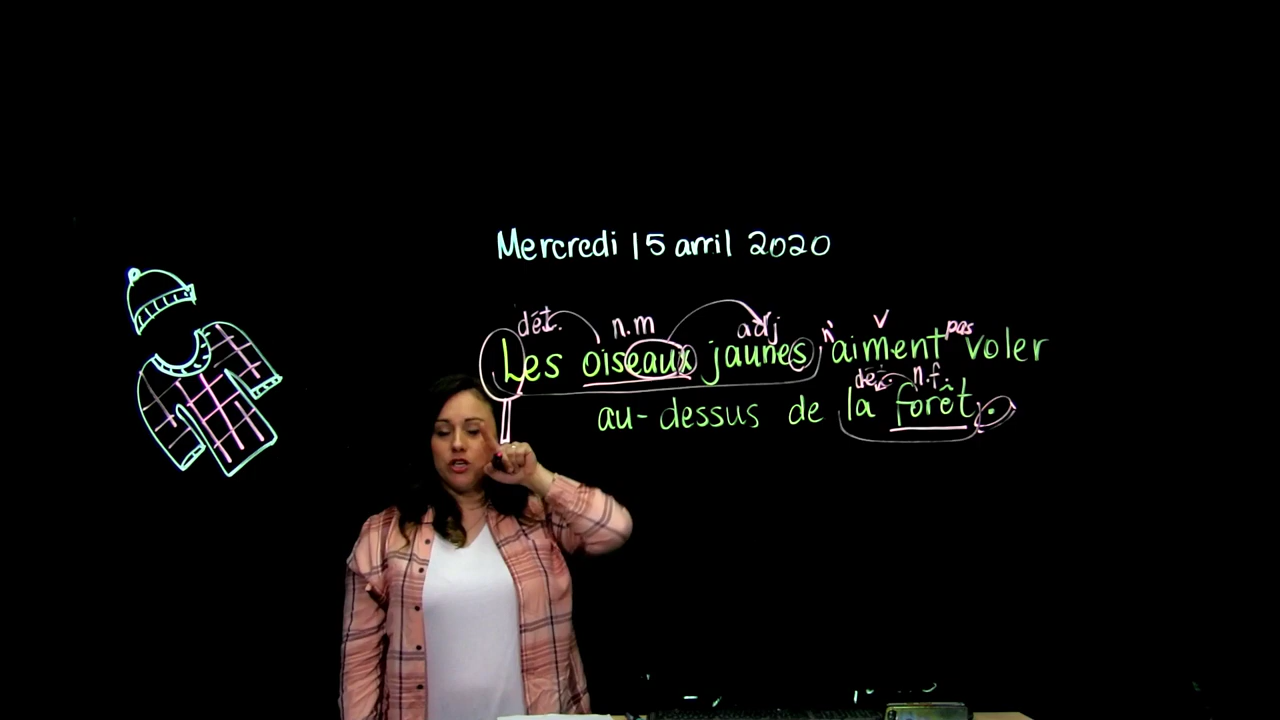 Mercredi 15 avril 2020
dét. n.m adj v
Les oiseaux jaunes n'aiment pas voler
dét. n.f.
au-dessus de la forêt.